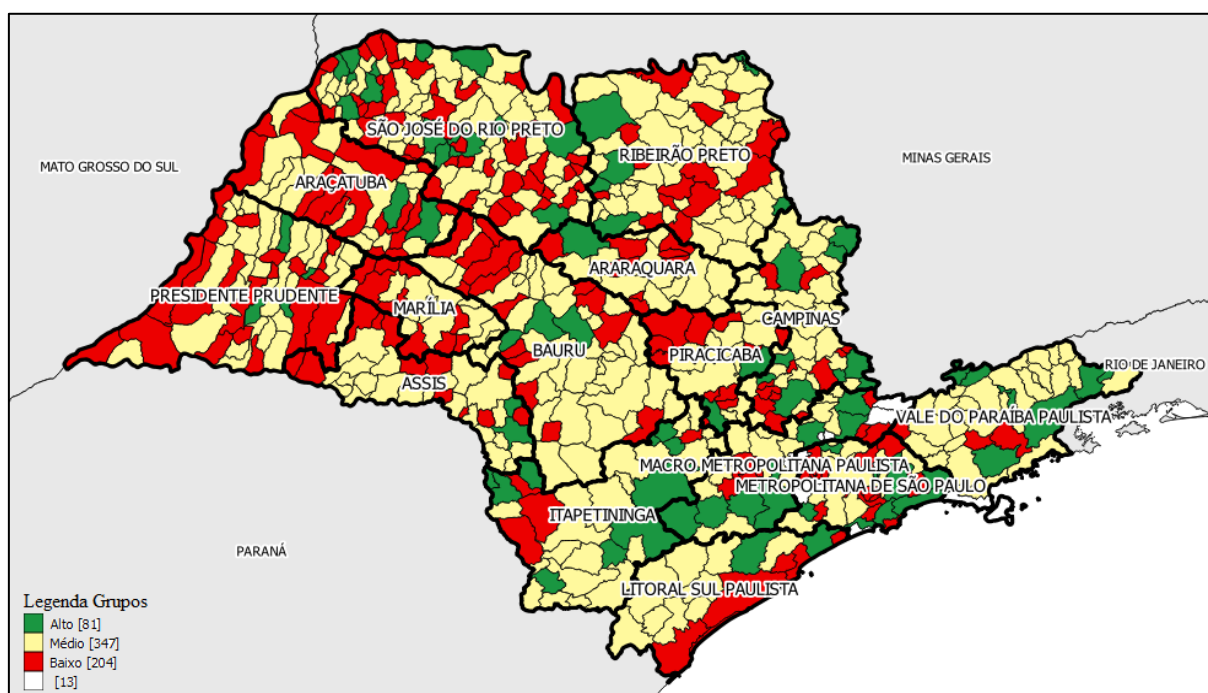 MINAS GERAIS
MATO GROSSO DO SUL
SÃO JOSÉ DO RIO PRETO
RIBEIRÃO PRETO
ARAÇATUBA
ARARAQUARA
PRESIDENTE PRUDENTE
MARÍLIA
CAMPINAS
BAURU
PIRACICABA
RIO DE JANEIRO
ASSIS
VALE DO PARAÍBA PAULISTA
MACRO METROPOLITANA PAULISTA
METROPOLITANA DE SÃO PAULO
ITAPETININGA
PARANÁ
LITORAL SUL PAULISTA
Legenda Grupos
Alto [81]
Médio [347]
Baixo [204]
[13]